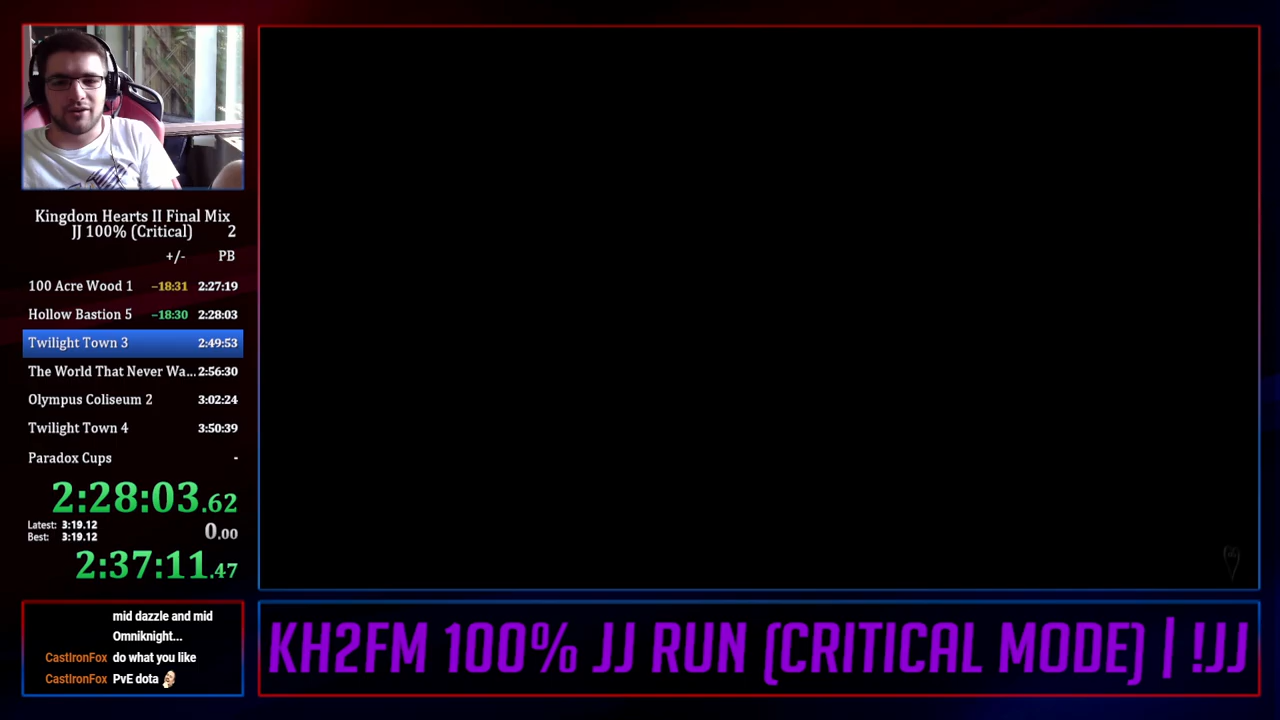 Kingdom Hearts II Final Mix
JJ 100% (Critical) 2
+/- PB
100 Acre Wood 1 −18:31 2:27:19
Hollow Bastion 5 −18:30 2:28:03
Twilight Town 3 2:49:53
The World That Never Wa... 2:56:30
Olympus Coliseum 2 3:02:24
Twilight Town 4 3:50:39
Paradox Cups -
2:28:03.62
Latest: 3:19.12
Best: 3:19.12
0.00
2:37:11.47
mid dazzle and mid
Omniknight...
CastIronFox do what you like
CastIronFox PvE dota
KH2FM 100% JJ RUN (CRITICAL MODE) | !JJ